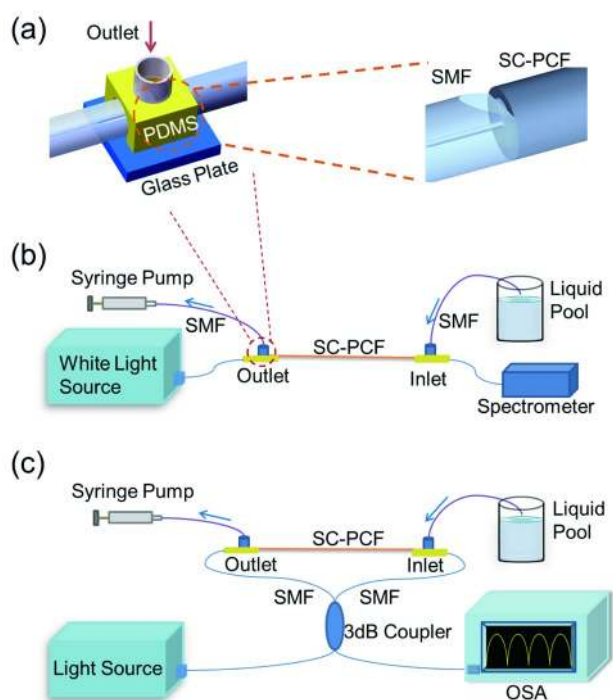 (a)
Outlet
SMF
SC-PCF
PDMS
Glass Plate
(b)
Syringe Pump
SMF
SMF
Liquid
Pool
White Light
Source
SC-PCF
Outlet
Inlet
Spectrometer
(c)
Syringe Pump
SC-PCF
Liquid
Pool
Outlet
Inlet
SMF
SMF
3dB Coupler
Light Source
OSA